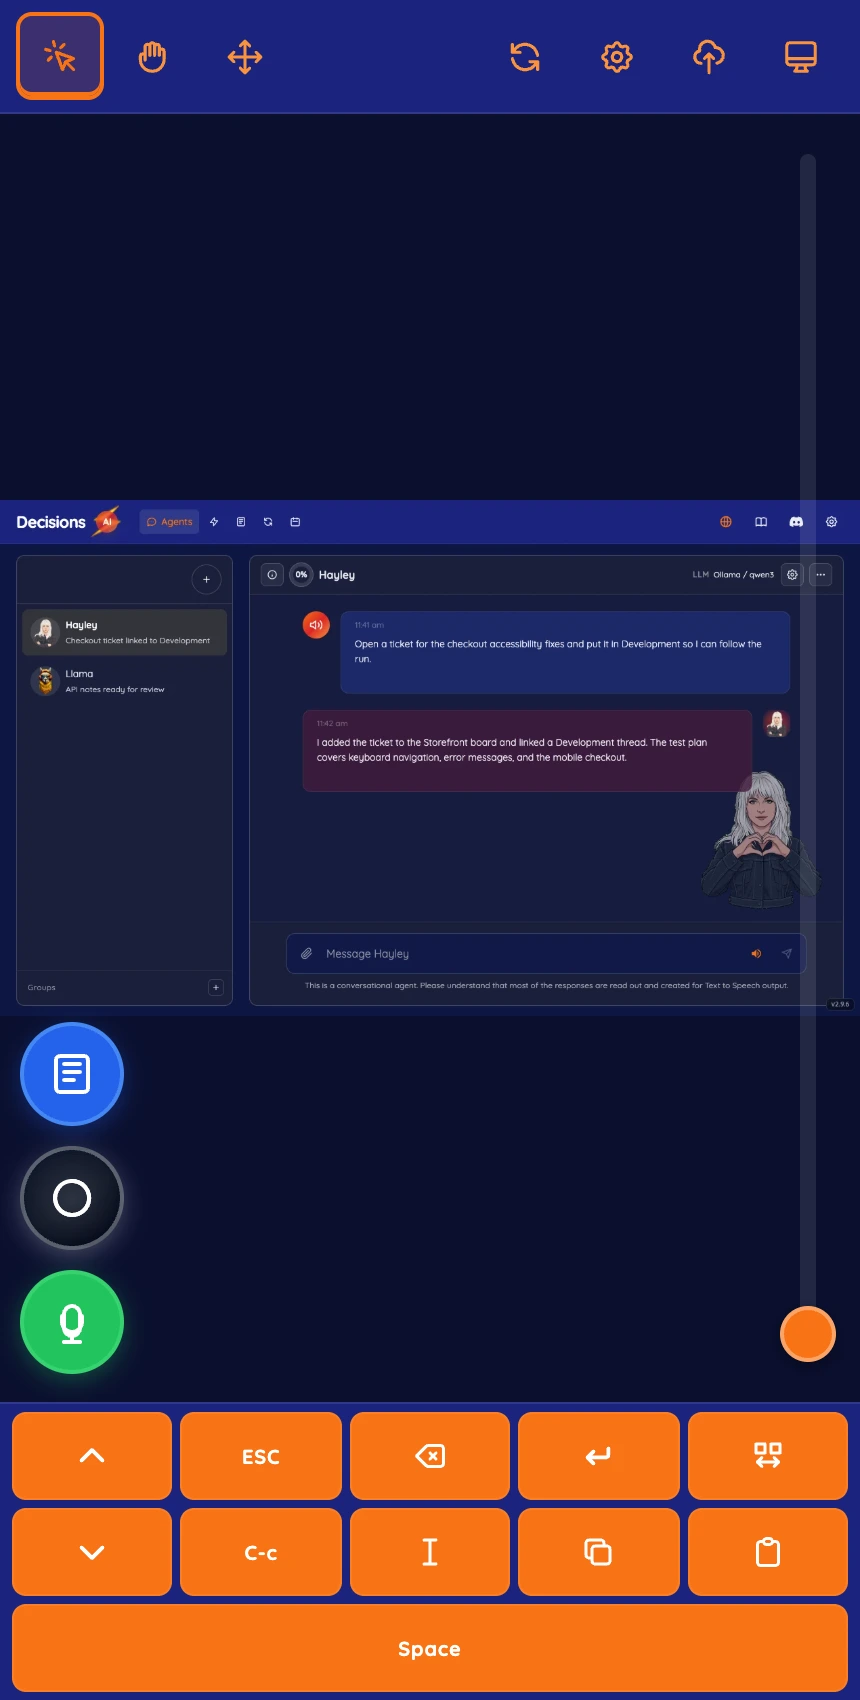 Decisions AI
Agents
0%
Hayley
LLM Ollama / qwen3
Hayley
Checkout ticket linked to Development
Llama
API notes ready for review
11:41 am
Open a ticket for the checkout accessibility fixes and put it in Development so I can follow the
run.
11:42 am
I added the ticket to the Storefront board and linked a Development thread. The test plan
covers keyboard navigation, error messages, and the mobile checkout.
Message Hayley
This is a conversational agent. Please understand that most of the responses are read out and created for Text to Speech output.
Groups
v2.9.6
ESC
C-c
Space